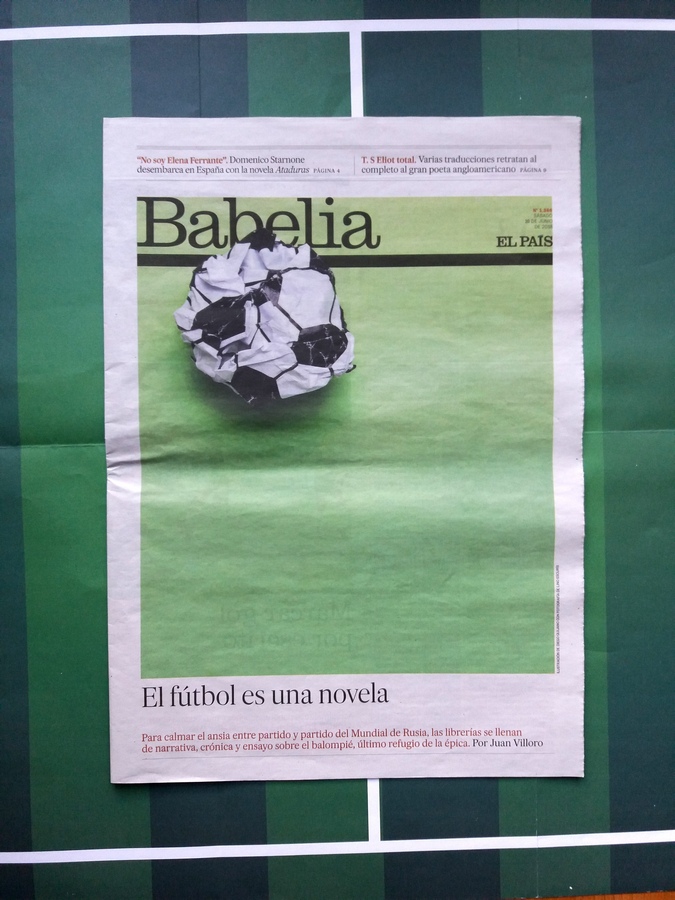 “No soy Elena Ferrante”. Domenico Starnone
desembarca en España con la novela Ataduras PÁGINA 4
T. S Eliot total. Varias traducciones retratan al
completo al gran poeta angloamericano PÁGINA 9
Babelia
EL PAÍS
El fútbol es una novela
Para calmar el ansia entre partido y partido del Mundial de Rusia, las librerías se llenan
de narrativa, crónica y ensayo sobre el balompié, último refugio de la épica. Por Juan Villoro